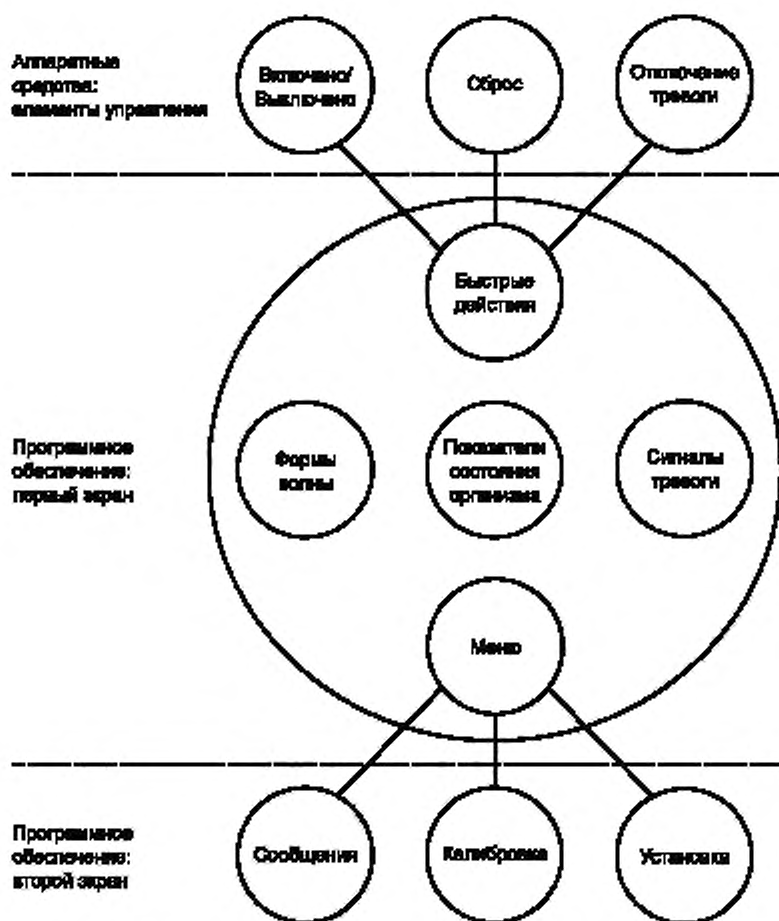 Аппаратные
средства:
елементы управления
Включено/
Выключено
Сброс
Отключение
тревоги
Быстрые
действия
Программное
обеспечение:
первый экран
Формы
волны
Показатели
состояния
организма
Сигналы
тревоги
Меню
Программное
обеспечение:
второй экран
Сообщения
Калибровка
Установка